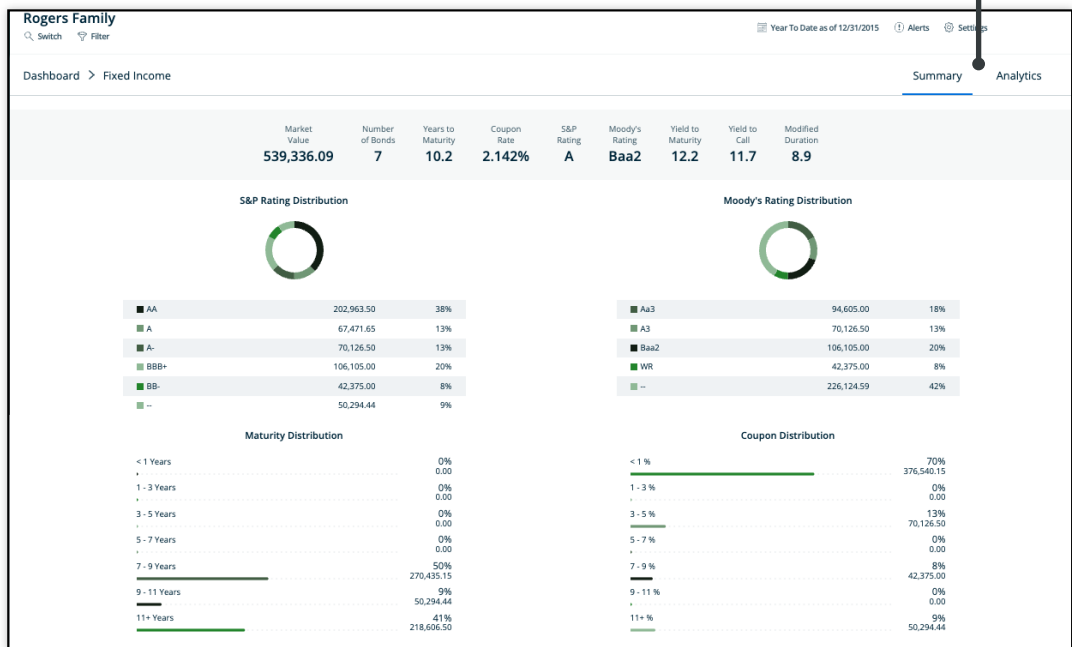 Rogers Family
Switch Filter
Year To Date as of 12/31/2015 Alerts Settings
Dashboard > Fixed Income
Summary Analytics
Market Value Number of Bonds Years to Maturity Coupon Rate S&P Rating Moody's Rating Yield to Maturity Yield to Call Modified Duration
539,336.09 7 10.2 2.142% A Baa2 12.2 11.7 8.9
S&P Rating Distribution
AA 202,963.50 38%
A 67,471.65 13%
A- 70,126.50 13%
BBB+ 106,105.00 20%
BB- 42,375.00 8%
-- 50,294.44 9%
Moody's Rating Distribution
Aa3 94,605.00 18%
A3 70,126.50 13%
Baa2 106,105.00 20%
WR 42,375.00 8%
-- 226,124.59 42%
Maturity Distribution
< 1 Years 0%
0.00
1 - 3 Years 0%
0.00
3 - 5 Years 0%
0.00
5 - 7 Years 0%
0.00
7 - 9 Years 50%
270,435.15
9 - 11 Years 9%
50,294.44
11+ Years 41%
218,606.50
Coupon Distribution
< 1 % 70%
376,540.15
1 - 3 % 0%
0.00
3 - 5 % 13%
70,126.50
5 - 7 % 0%
0.00
7 - 9 % 8%
42,375.00
9 - 11 % 0%
0.00
11+ % 9%
50,294.44